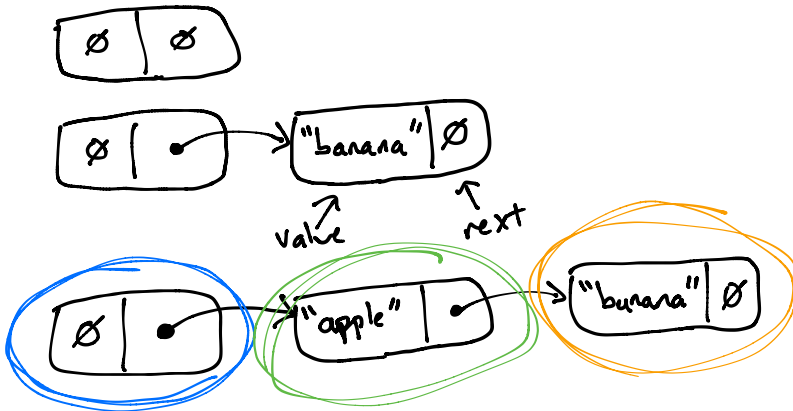 ∅ ∅
∅ "banana" ∅
value next
∅ "apple" "banana" ∅